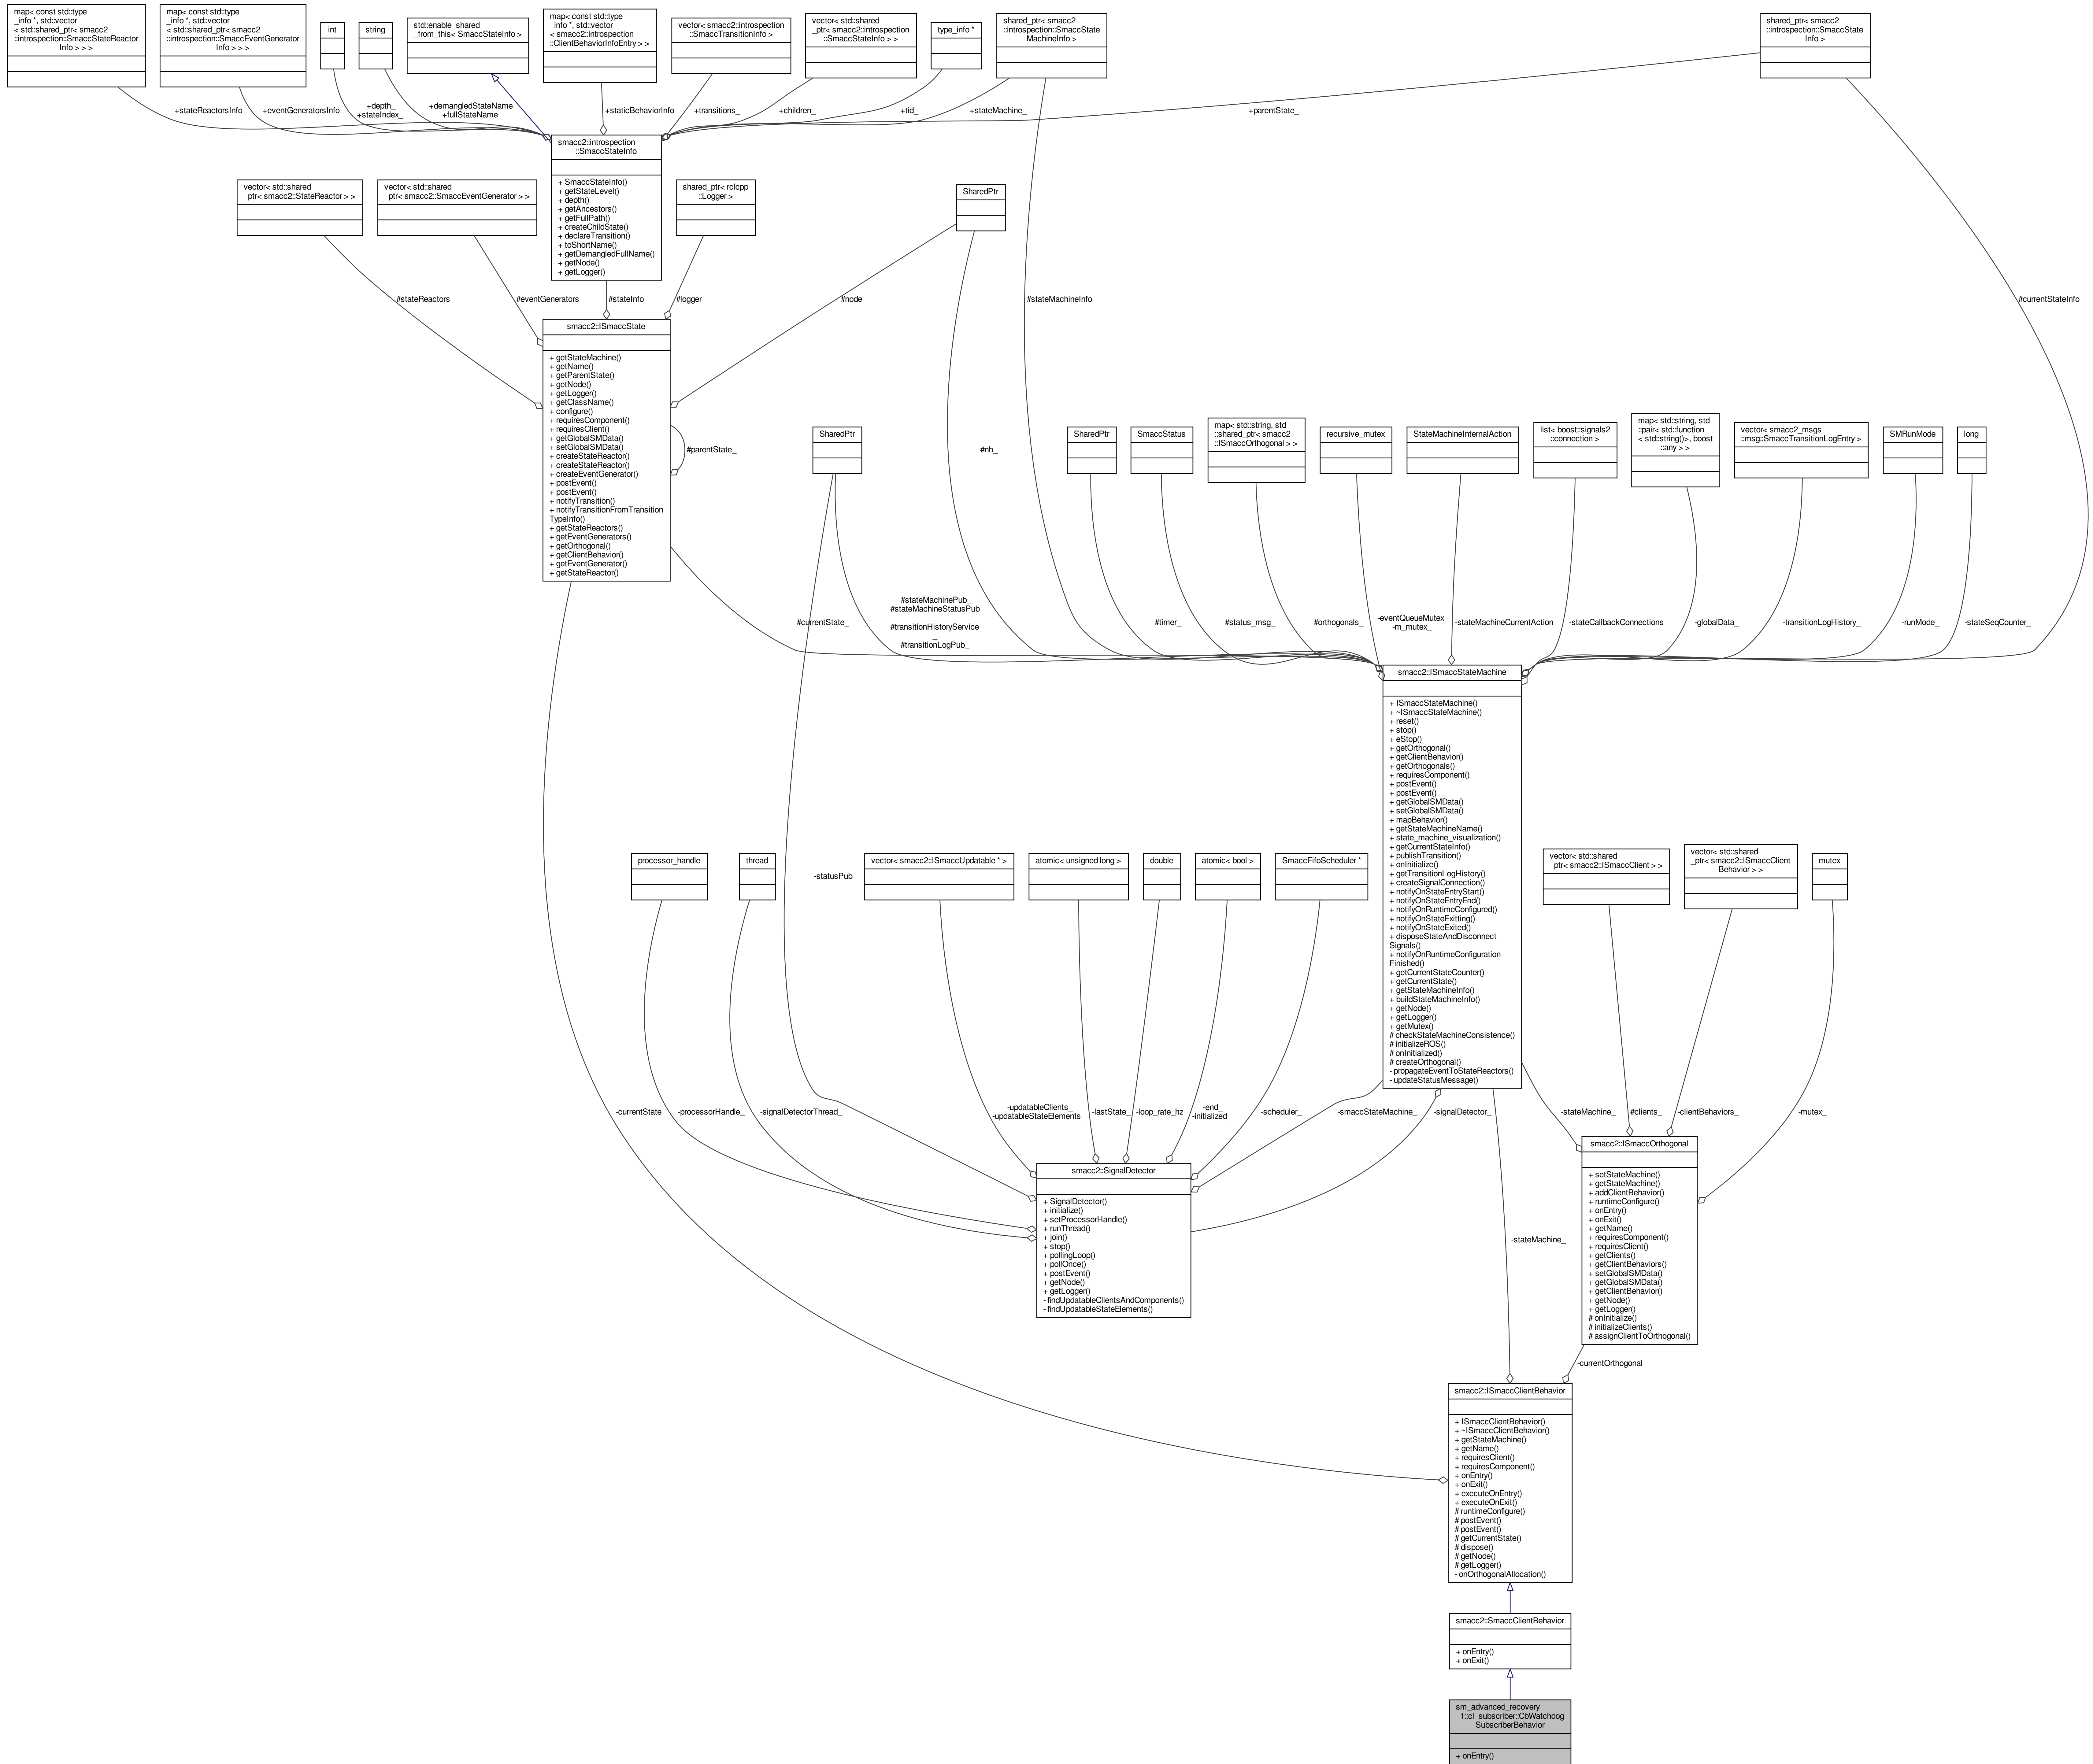 map< const std::type
_info *, std::vector
< std::shared_ptr< smacc2
::introspection::SmaccStateReactor
Info > > >
map< const std::type
_info *, std::vector
< std::shared_ptr< smacc2
::introspection::SmaccEventGenerator
Info > > >
int
string
std::enable_shared
_from_this< SmaccStateInfo >
map< const std::type
_info *, std::vector
< smacc2::introspection
::ClientBehaviorInfoEntry > >
vector< smacc2::introspection
::SmaccTransitionInfo >
vector< std::shared
_ptr< smacc2::introspection
::SmaccStateInfo > >
type_info *
shared_ptr< smacc2
::introspection::SmaccState
MachineInfo >
shared_ptr< smacc2
::introspection::SmaccState
Info >
+stateReactorsInfo
+eventGeneratorsInfo
+depth_
+stateIndex_
+demangledStateName
+fullStateName
+staticBehaviorInfo
+transitions_
+children_
+tid_
+stateMachine_
+parentState_
smacc2::introspection
::SmaccStateInfo
+ SmaccStateInfo()
+ getStateLevel()
+ depth()
+ getAncestors()
+ getFullPath()
+ createChildState()
+ declareTransition()
+ toShortName()
+ getDemangledFullName()
+ getNode()
+ getLogger()
vector< std::shared
_ptr< smacc2::StateReactor > >
vector< std::shared
_ptr< smacc2::SmaccEventGenerator > >
shared_ptr< rclcpp
::Logger >
SharedPtr
#stateReactors_
#eventGenerators_
#stateInfo_
#logger_
#node_
#stateMachineInfo_
#currentStateInfo_
smacc2::ISmaccState
+ getStateMachine()
+ getName()
+ getParentState()
+ getNode()
+ getLogger()
+ getClassName()
+ configure()
+ requiresComponent()
+ requiresClient()
+ getGlobalSMData()
+ setGlobalSMData()
+ createStateReactor()
+ createStateReactor()
+ createEventGenerator()
+ postEvent()
+ postEvent()
+ notifyTransition()
+ notifyTransitionFromTransition
TypeInfo()
+ getStateReactors()
+ getEventGenerators()
+ getOrthogonal()
+ getClientBehavior()
+ getEventGenerator()
+ getStateReactor()
#parentState_
#nh_
SharedPtr
SharedPtr
SmaccStatus
map< std::string, std
::shared_ptr< smacc2
::ISmaccOrthogonal > >
recursive_mutex
StateMachineInternalAction
list< boost::signals2
::connection >
map< std::string, std
::pair< std::function
< std::string()>, boost
::any > >
vector< smacc2_msgs
::msg::SmaccTransitionLogEntry >
SMRunMode
long
#currentState_
#stateMachinePub_
#stateMachineStatusPub
_
#transitionHistoryService
_
#transitionLogPub_
#timer_
#status_msg_
#orthogonals_
-eventQueueMutex_
-m_mutex_
-stateMachineCurrentAction
-stateCallbackConnections
-globalData_
-transitionLogHistory_
-runMode_
-stateSeqCounter_
smacc2::ISmaccStateMachine
+ ISmaccStateMachine()
+ ~ISmaccStateMachine()
+ reset()
+ stop()
+ eStop()
+ getOrthogonal()
+ getClientBehavior()
+ getOrthogonals()
+ requiresComponent()
+ postEvent()
+ postEvent()
+ getGlobalSMData()
+ setGlobalSMData()
+ mapBehavior()
+ getStateMachineName()
+ state_machine_visualization()
+ getCurrentStateInfo()
+ publishTransition()
+ onInitialize()
+ getTransitionLogHistory()
+ createSignalConnection()
+ notifyOnStateEntryStart()
+ notifyOnStateEntryEnd()
+ notifyOnRuntimeConfigured()
+ notifyOnStateExitting()
+ notifyOnStateExited()
+ disposeStateAndDisconnect
Signals()
+ notifyOnRuntimeConfiguration
Finished()
+ getCurrentStateCounter()
+ getCurrentState()
+ getStateMachineInfo()
+ buildStateMachineInfo()
+ getNode()
+ getLogger()
+ getMutex()
# checkStateMachineConsistence()
# initializeROS()
# onInitialized()
# createOrthogonal()
- propagateEventToStateReactors()
- updateStatusMessage()
processor_handle
thread
-statusPub_
vector< smacc2::ISmaccUpdatable * >
atomic< unsigned long >
double
atomic< bool >
SmaccFifoScheduler *
vector< std::shared
_ptr< smacc2::ISmaccClient > >
vector< std::shared
_ptr< smacc2::ISmaccClient
Behavior > >
mutex
-currentState
-processorHandle_
-signalDetectorThread_
-updatableClients_
-updatableStateElements_
-lastState_
-loop_rate_hz
-end_
-initialized_
-scheduler_
-smaccStateMachine_
-signalDetector_
-stateMachine_
#clients_
-clientBehaviors_
-mutex_
smacc2::SignalDetector
+ SignalDetector()
+ initialize()
+ setProcessorHandle()
+ runThread()
+ join()
+ stop()
+ pollingLoop()
+ pollOnce()
+ postEvent()
+ getNode()
+ getLogger()
- findUpdatableClientsAndComponents()
- findUpdatableStateElements()
smacc2::ISmaccOrthogonal
+ setStateMachine()
+ getStateMachine()
+ addClientBehavior()
+ runtimeConfigure()
+ onEntry()
+ onExit()
+ getName()
+ requiresComponent()
+ requiresClient()
+ getClients()
+ getClientBehaviors()
+ setGlobalSMData()
+ getGlobalSMData()
+ getClientBehavior()
+ getNode()
+ getLogger()
# onInitialize()
# initializeClients()
# assignClientToOrthogonal()
-stateMachine_
-currentOrthogonal
smacc2::ISmaccClientBehavior
+ ISmaccClientBehavior()
+ ~ISmaccClientBehavior()
+ getStateMachine()
+ getName()
+ requiresClient()
+ requiresComponent()
+ onEntry()
+ onExit()
+ executeOnEntry()
+ executeOnExit()
# runtimeConfigure()
# postEvent()
# postEvent()
# getCurrentState()
# dispose()
# getNode()
# getLogger()
- onOrthogonalAllocation()
smacc2::SmaccClientBehavior
+ onEntry()
+ onExit()
sm_advanced_recovery
_1::cl_subscriber::CbWatchdog
SubscriberBehavior
+ onEntry()